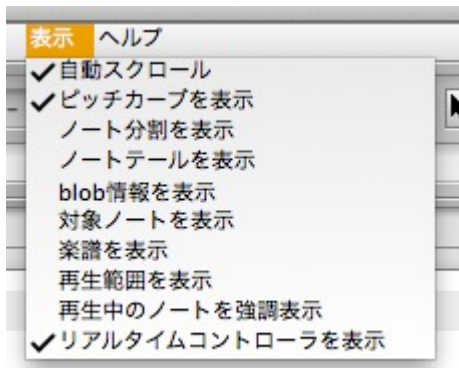 表示 ヘルプ
✓自動スクロール
✓ピッチカーブを表示
ノート分割を表示
ノートテールを表示
blob情報を表示
対象ノートを表示
楽譜を表示
再生範囲を表示
再生中のノートを強調表示
✓リアルタイムコントローラを表示